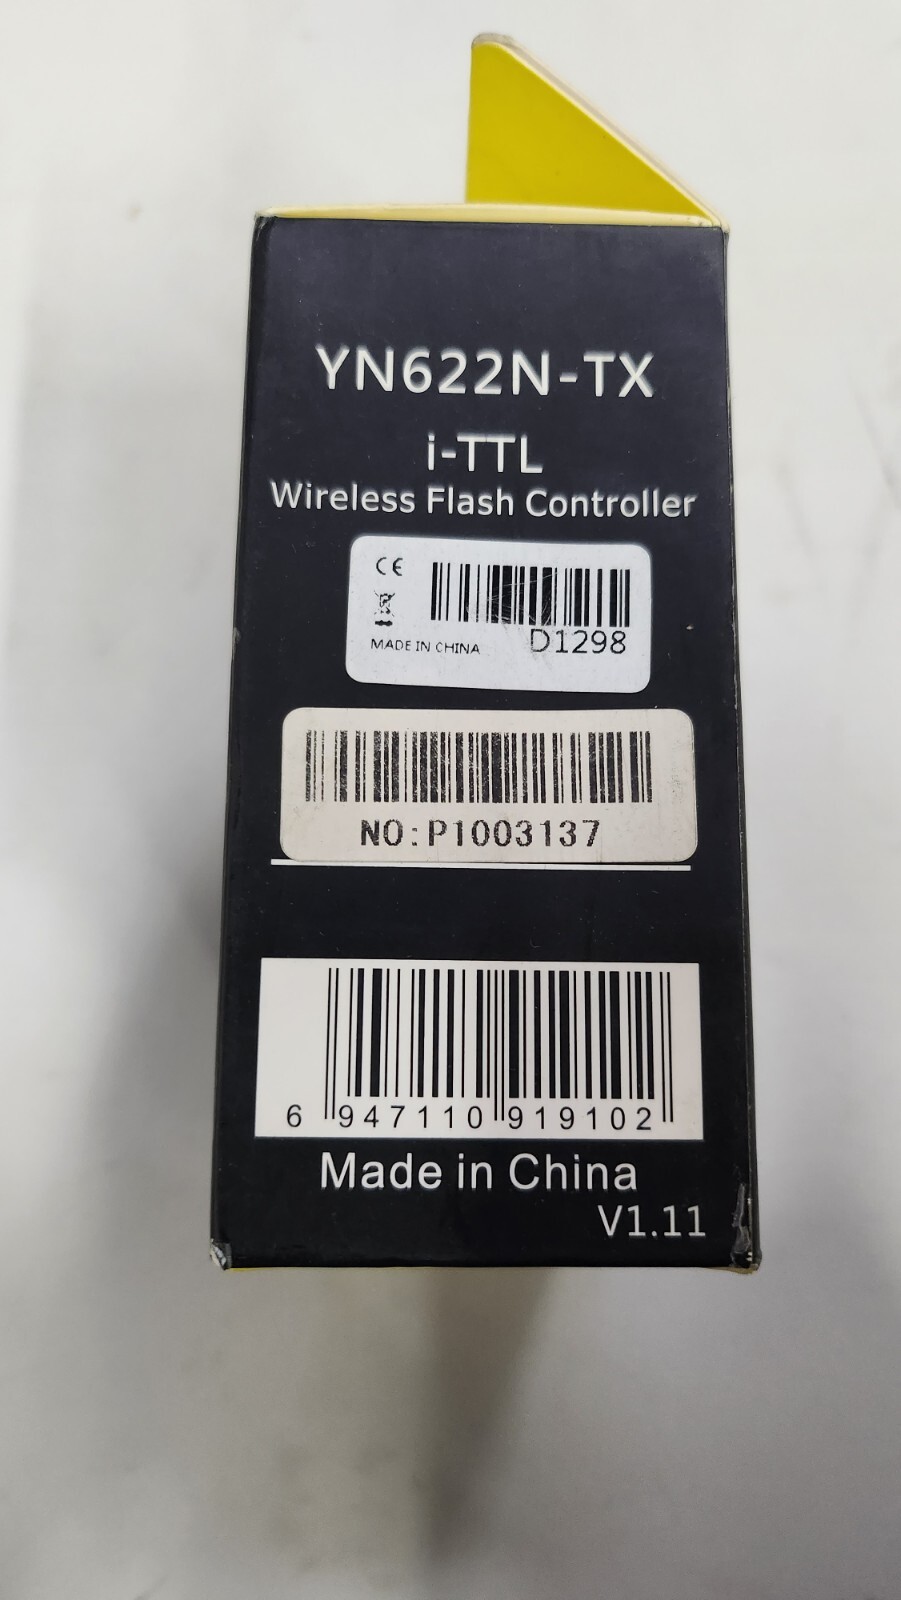 YN622N-TX
i-TTL
Wireless Flash Controller
CE
MADE IN CHINA D1298
NO:P1003137
6 947110 919102
Made in China
V1.11